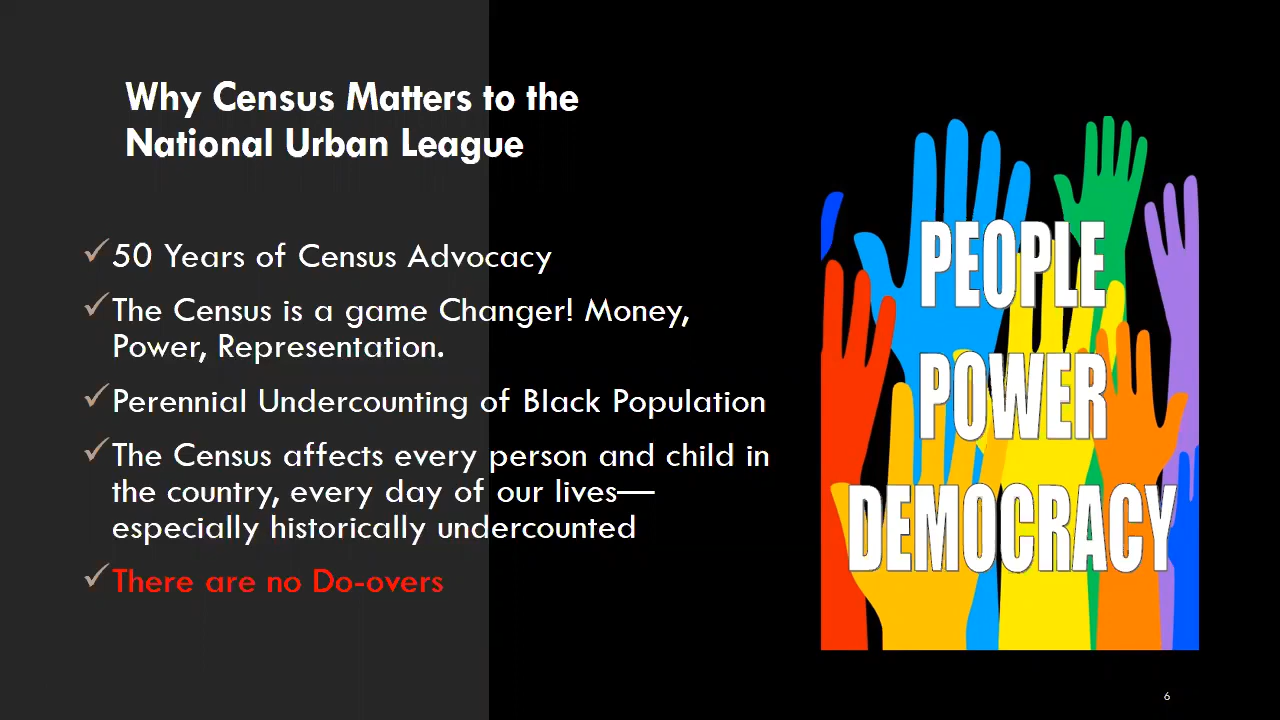 Why Census Matters to the
National Urban League
50 Years of Census Advocacy
The Census is a game Changer! Money,
Power, Representation.
Perennial Undercounting of Black Population
The Census affects every person and child in
the country, every day of our lives—
especially historically undercounted
There are no Do-overs
PEOPLE
POWER
DEMOCRACY
6